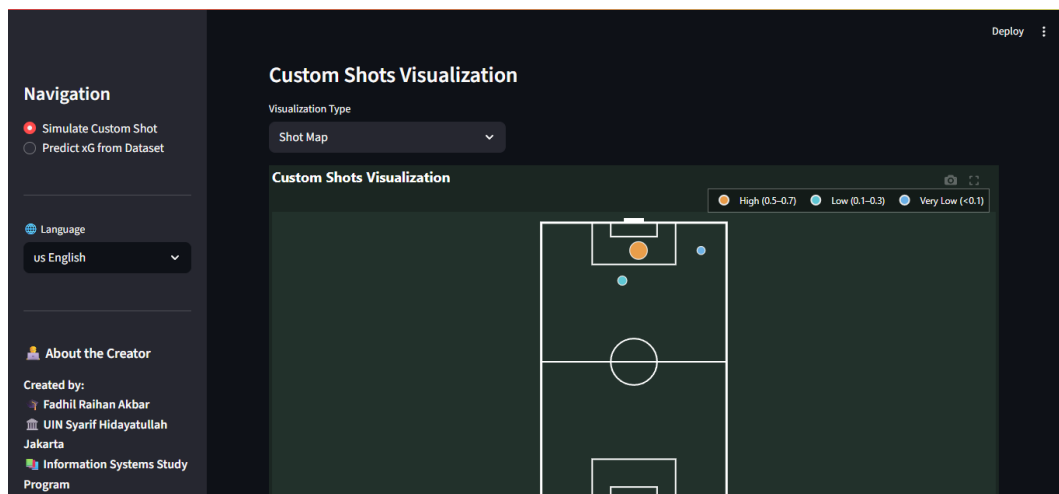 Deploy
Navigation
Simulate Custom Shot
Predict xG from Dataset
Language
us English
About the Creator
Created by:
Fadhil Raihan Akbar
UIN Syarif Hidayatullah
Jakarta
Information Systems Study
Program
Custom Shots Visualization
Visualization Type
Shot Map
Custom Shots Visualization
High (0.5–0.7)
Low (0.1–0.3)
Very Low (<0.1)